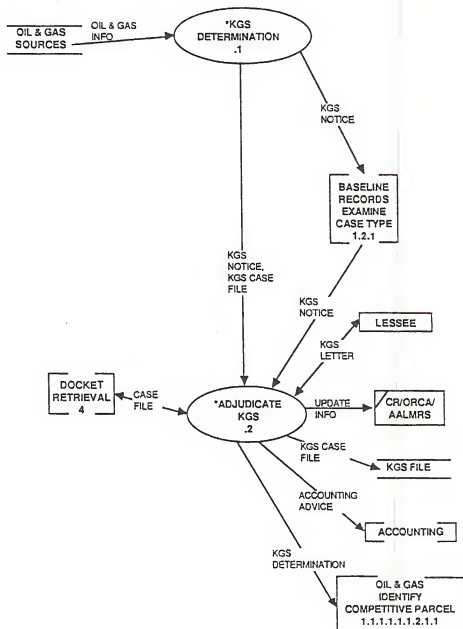 OIL & GAS
SOURCES
OIL & GAS
INFO
*KGS
DETERMINATION
.1
KGS
NOTICE
BASELINE
RECORDS
EXAMINE
CASE TYPE
1.2.1
KGS
NOTICE,
KGS CASE
FILE
KGS
NOTICE
LESSEE
KGS
LETTER
DOCKET
RETRIEVAL
4
CASE
FILE
*ADJUDICATE
KGS
.2
UPDATE
INFO
CR/ORCA/
AALMRS
KGS CASE
FILE
KGS FILE
ACCOUNTING
ADVICE
ACCOUNTING
KGS
DETERMINATION
OIL & GAS
IDENTIFY
COMPETITIVE PARCEL
1.1.1.1.1.1.2.1.1